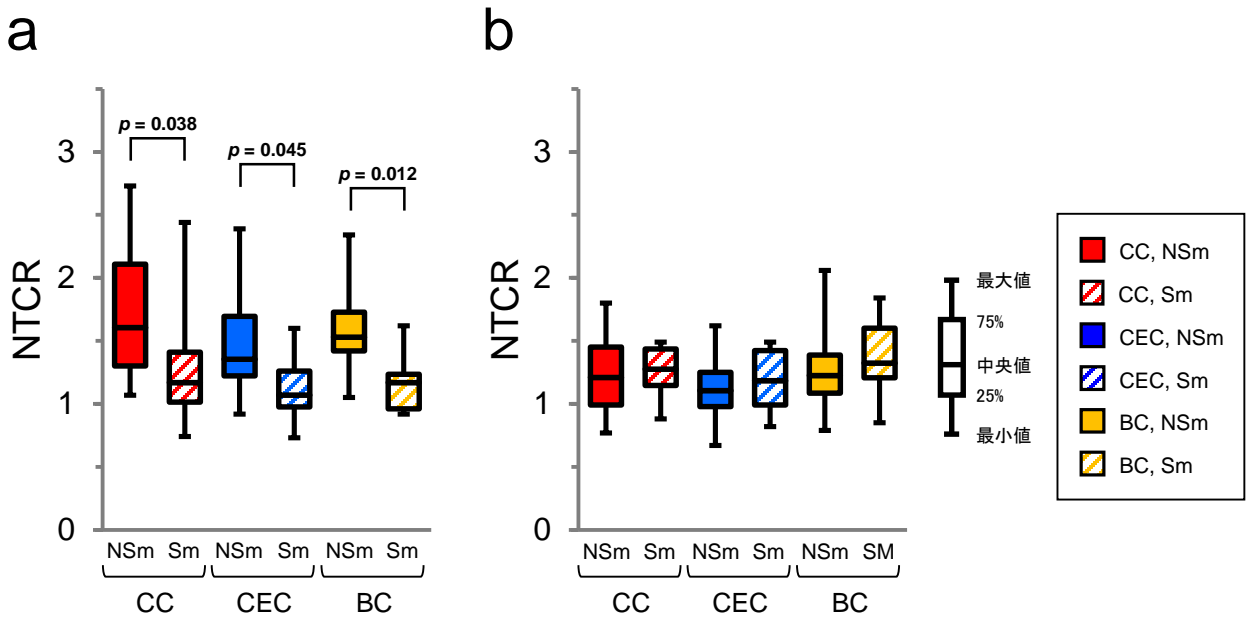 a
NTCR
3
2
1
0
p = 0.038
p = 0.045
p = 0.012
NSm Sm NSm Sm NSm Sm
CC CEC BC
b
NTCR
3
2
1
0
NSm Sm NSm Sm NSm SM
CC CEC BC
最大値
75%
中央値
25%
最小値
CC, NSm
CC, Sm
CEC, NSm
CEC, Sm
BC, NSm
BC, Sm